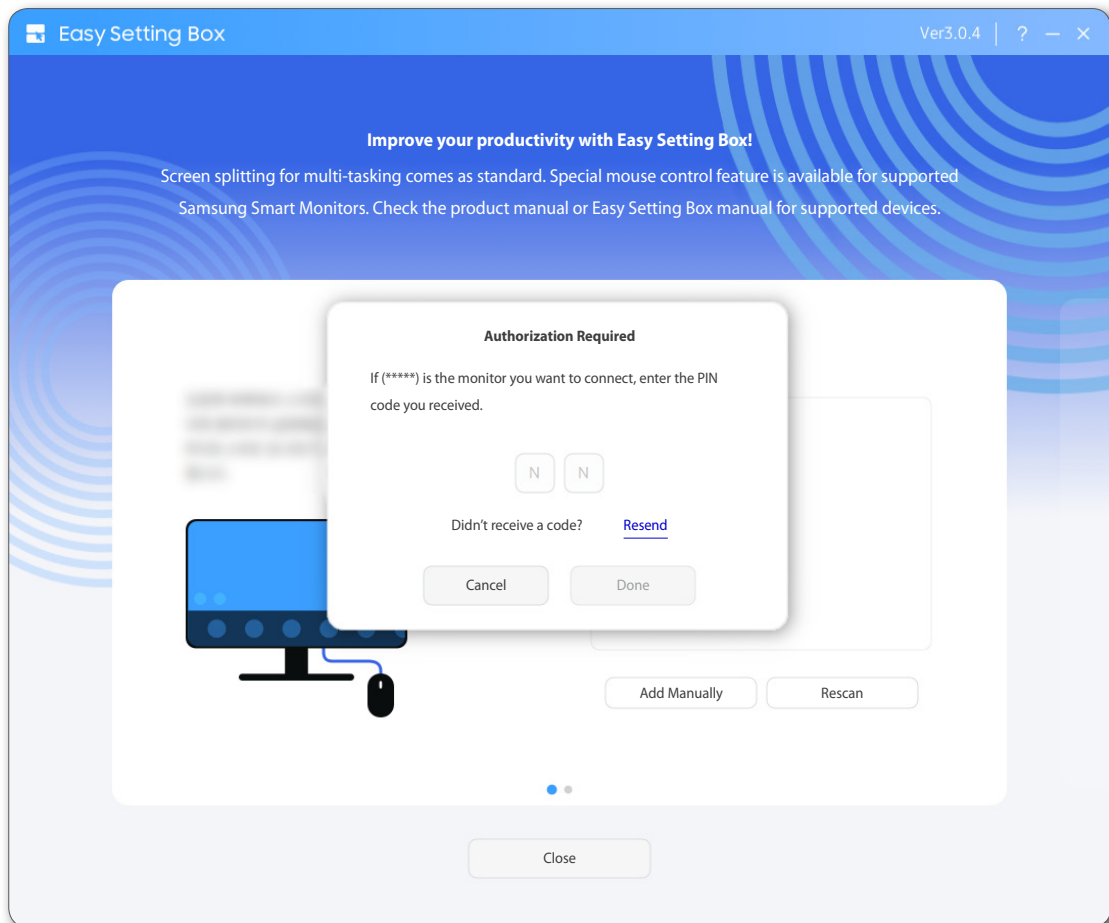 Easy Setting Box
Ver3.0.4 | ? — ×
Improve your productivity with Easy Setting Box!
Screen splitting for multi-tasking comes as standard. Special mouse control feature is available for supported
Samsung Smart Monitors. Check the product manual or Easy Setting Box manual for supported devices.
Authorization Required
If (*****) is the monitor you want to connect, enter the PIN
code you received.
N N
Didn't receive a code? Resend
Cancel Done
Add Manually Rescan
Close